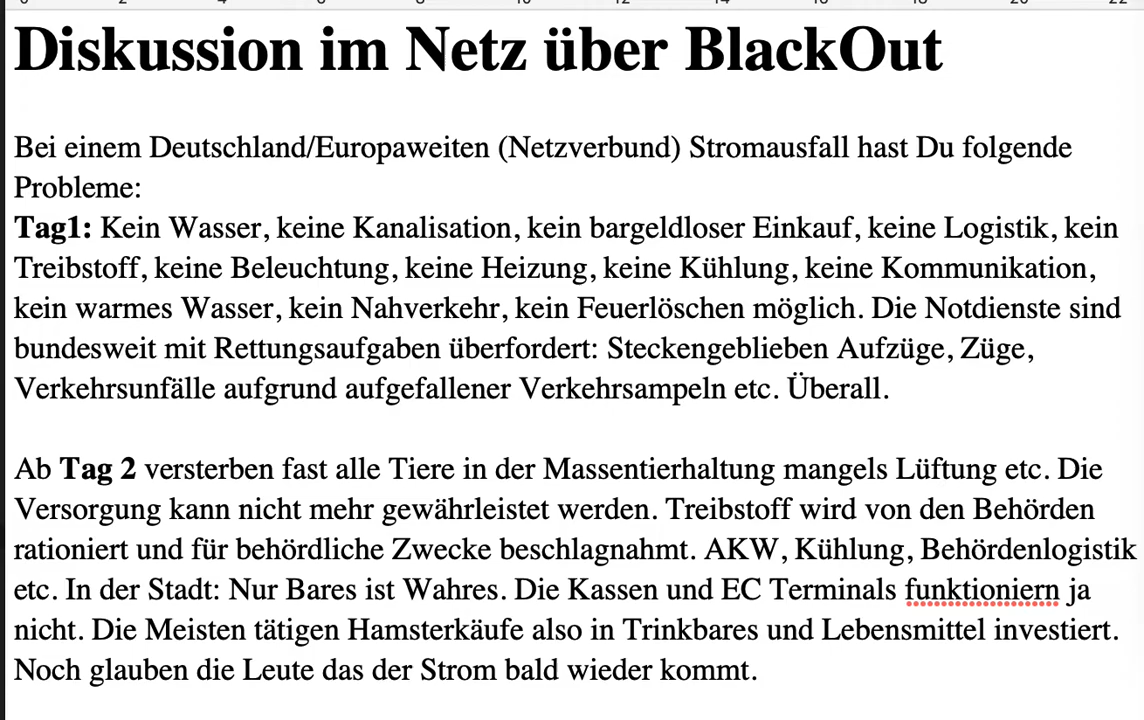 Diskussion im Netz über BlackOut
Bei einem Deutschland/Europaweiten (Netzverbund) Stromausfall hast Du folgende
Probleme:
Tag1: Kein Wasser, keine Kanalisation, kein bargeldloser Einkauf, keine Logistik, kein
Treibstoff, keine Beleuchtung, keine Heizung, keine Kühlung, keine Kommunikation,
kein warmes Wasser, kein Nahverkehr, kein Feuerlöschen möglich. Die Notdienste sind
bundesweit mit Rettungsaufgaben überfordert: Steckengeblieben Aufzüge, Züge,
Verkehrsunfälle aufgrund aufgefallener Verkehrsampeln etc. Überall.
Ab Tag 2 versterben fast alle Tiere in der Massentierhaltung mangels Lüftung etc. Die
Versorgung kann nicht mehr gewährleistet werden. Treibstoff wird von den Behörden
rationiert und für behördliche Zwecke beschlagnahmt. AKW, Kühlung, Behördenlogistik
etc. In der Stadt: Nur Bares ist Wahres. Die Kassen und EC Terminals funktioniern ja
nicht. Die Meisten tätigen Hamsterkäufe also in Trinkbares und Lebensmittel investiert.
Noch glauben die Leute das der Strom bald wieder kommt.